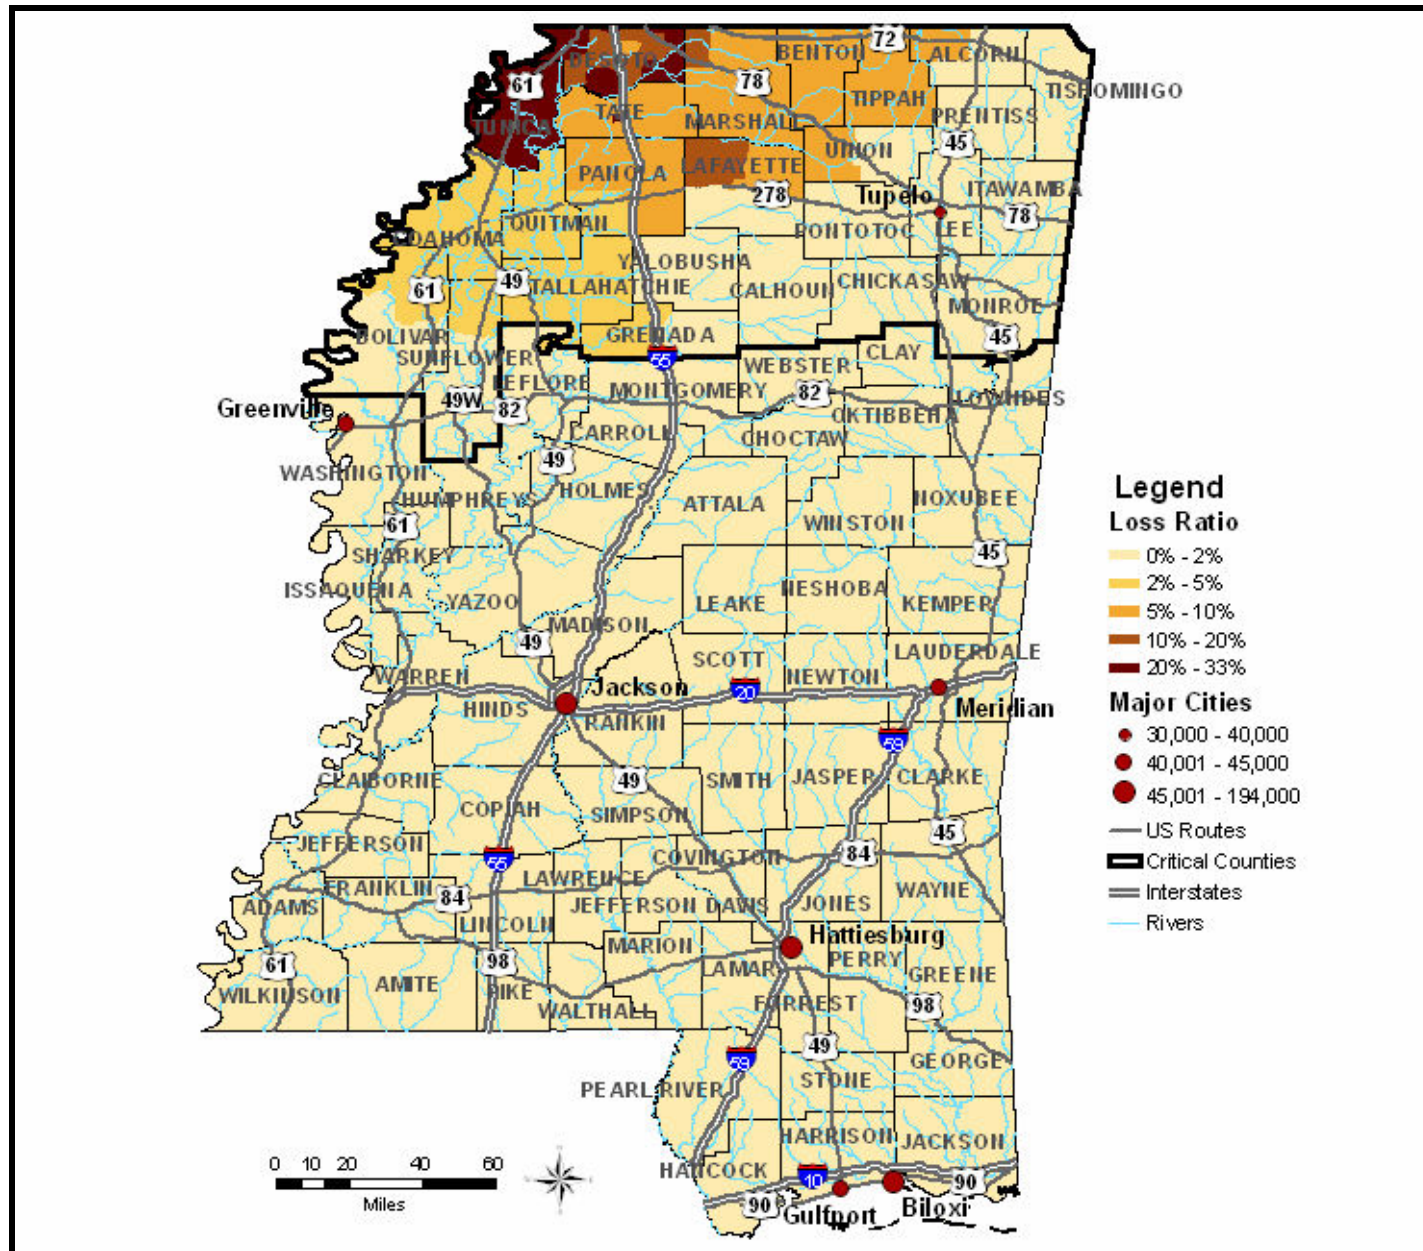 72
BENTON
ALCORN
DESOTO
61
78
TISHOMINGO
TIPPAH
TATE
MARSHALL
PRENTISS
TUNICA
UNION
45
PANOLA
LAFAYETTE
278
Tupelo
ITAWAMBA
78
QUITMAN
PONTOTOC
LEE
COAHOMA
YALOBUSHA
49
61
TALLAHATCHIE
CALHOUN
CHICKASAW
MONROE
BOLIVAR
GRENADA
45
SUNFLOWER
55
WEBSTER
CLAY
LEFLORE
MONTGOMERY
82
LOWNDES
Greenville
49W
82
OKTIBBEHA
CARROLL
CHOCTAW
49
WASHINGTON
HUMPHREYS
HOLMES
ATTALA
NOXUBEE
61
WINSTON
SHARKEY
45
ISSAQUENA
YAZOO
LEAKE
NESHOBA
KEMPER
MADISON
49
SCOTT
LAUDERDALE
WARREN
Jackson
20
NEWTON
HINDS
RANKIN
Meridian
59
CLAIBORNE
49
SMITH
JASPER
CLARKE
COPIAH
SIMPSON
JEFFERSON
45
55
COVINGTON
84
FRANKLIN
LAWRENCE
84
WAYNE
ADAMS
LINCOLN
JEFFERSON DAVIS
JONES
Hattiesburg
61
98
MARION
LAMAR
PERRY
GREENE
WILKINSON
AMITE
PIKE
WALTHALL
FORREST
98
59
49
GEORGE
PEARL RIVER
STONE
HARRISON
JACKSON
HANCOCK
10
90
90
Gulfport
Biloxi
0 10 20 40 60
Miles
Legend
Loss Ratio
0% - 2%
2% - 5%
5% - 10%
10% - 20%
20% - 33%
Major Cities
30,000 - 40,000
40,001 - 45,000
45,001 - 194,000
US Routes
Critical Counties
Interstates
Rivers